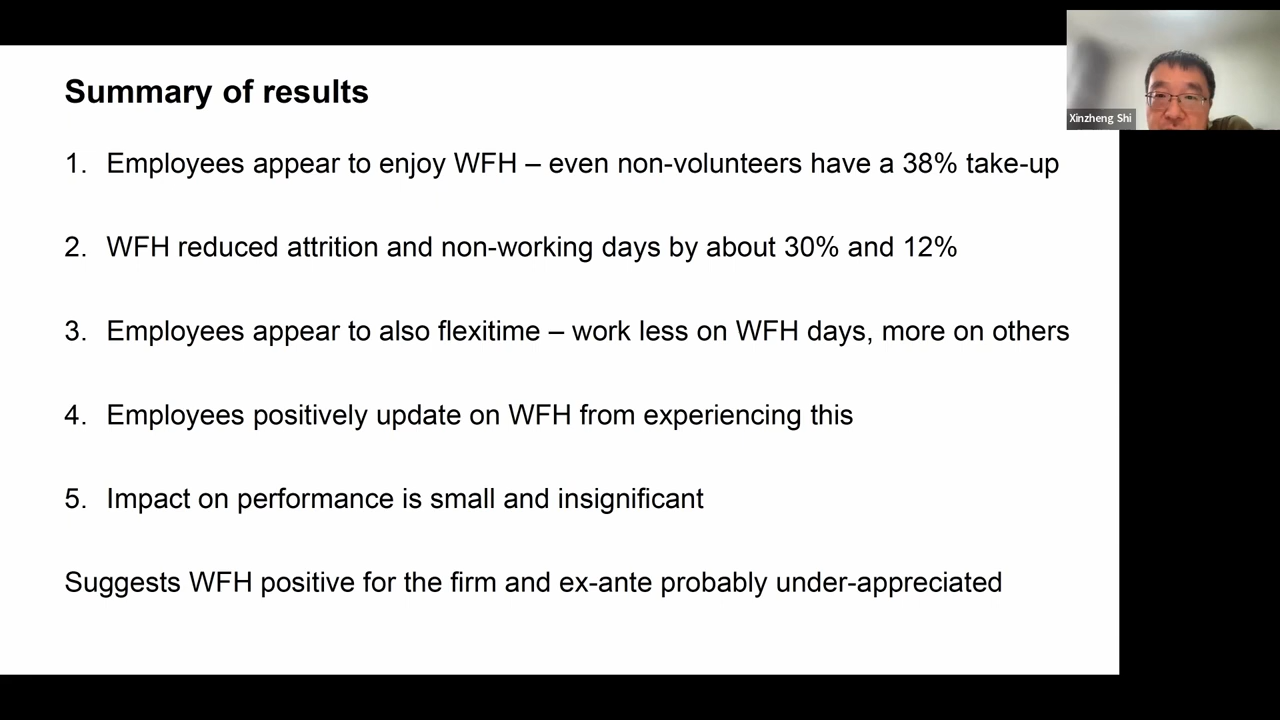 Summary of results
Xinzheng Shi
1. Employees appear to enjoy WFH – even non-volunteers have a 38% take-up
2. WFH reduced attrition and non-working days by about 30% and 12%
3. Employees appear to also flexitime – work less on WFH days, more on others
4. Employees positively update on WFH from experiencing this
5. Impact on performance is small and insignificant
Suggests WFH positive for the firm and ex-ante probably under-appreciated